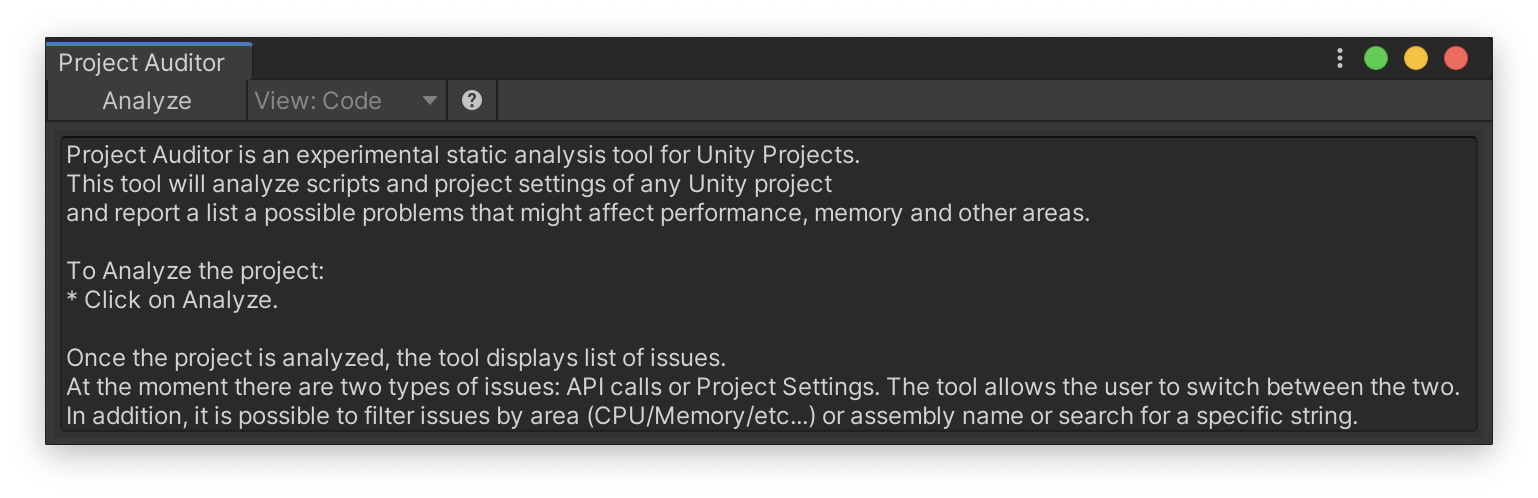 Project Auditor
Analyze View: Code ?
Project Auditor is an experimental static analysis tool for Unity Projects.
This tool will analyze scripts and project settings of any Unity project
and report a list a possible problems that might affect performance, memory and other areas.
To Analyze the project:
* Click on Analyze.
Once the project is analyzed, the tool displays list of issues.
At the moment there are two types of issues: API calls or Project Settings. The tool allows the user to switch between the two.
In addition, it is possible to filter issues by area (CPU/Memory/etc...) or assembly name or search for a specific string.